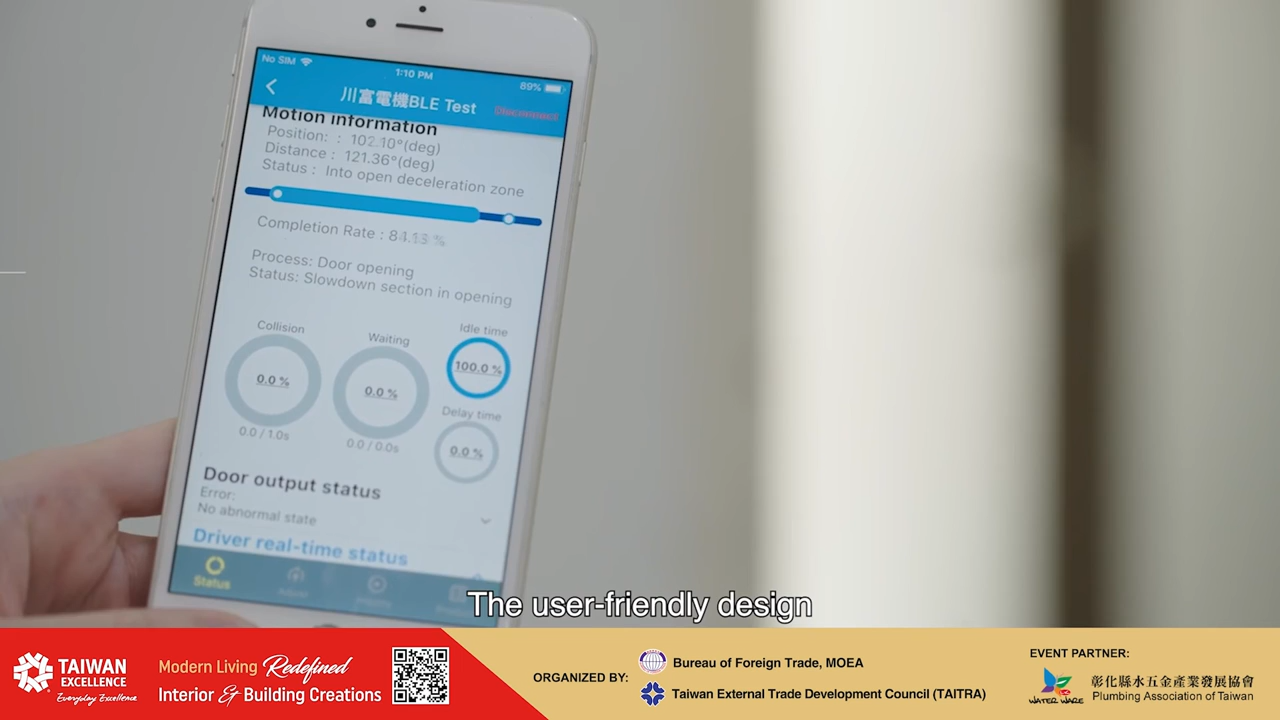 No SIM
1:10 PM
89%
川富電機BLE Test
Disconnect
Motion information
Position: : 102.10°(deg)
Distance : 121.36°(deg)
Status : Into open deceleration zone
Completion Rate : 84.13 %
Process: Door opening
Status: Slowdown section in opening
Collision
Waiting
Idle time
0.0 %
0.0 %
100.0 %
0.0 / 1.0s
0.0 / 0.0s
Delay time
0.0 %
Door output status
Error:
No abnormal state
Driver real-time status
Status
The user-friendly design
TAIWAN
EXCELLENCE
Everyday Excellence
Modern Living Redefined
Interior & Building Creations
ORGANIZED BY:
Bureau of Foreign Trade, MOEA
Taiwan External Trade Development Council (TAITRA)
EVENT PARTNER:
WATER WARE
彰化縣水五金產業發展協會
Plumbing Association of Taiwan